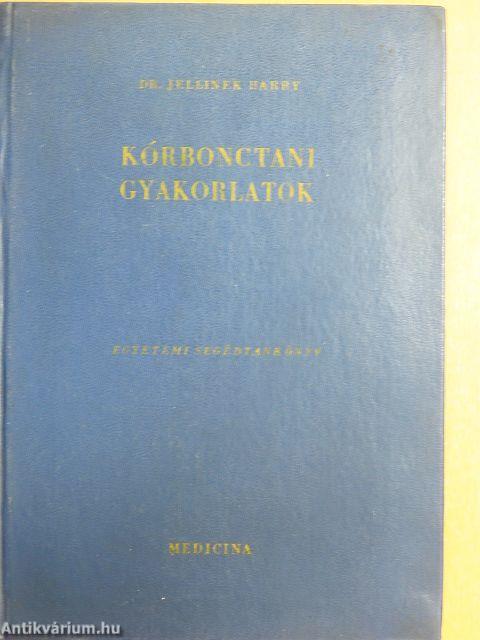 DR. JELLINEK HARRY
KÓRBONCTANI
GYAKORLATOK
EGYETEMI SEGÉDTANKÖNYV
MEDICINA
Antikvárium.hu